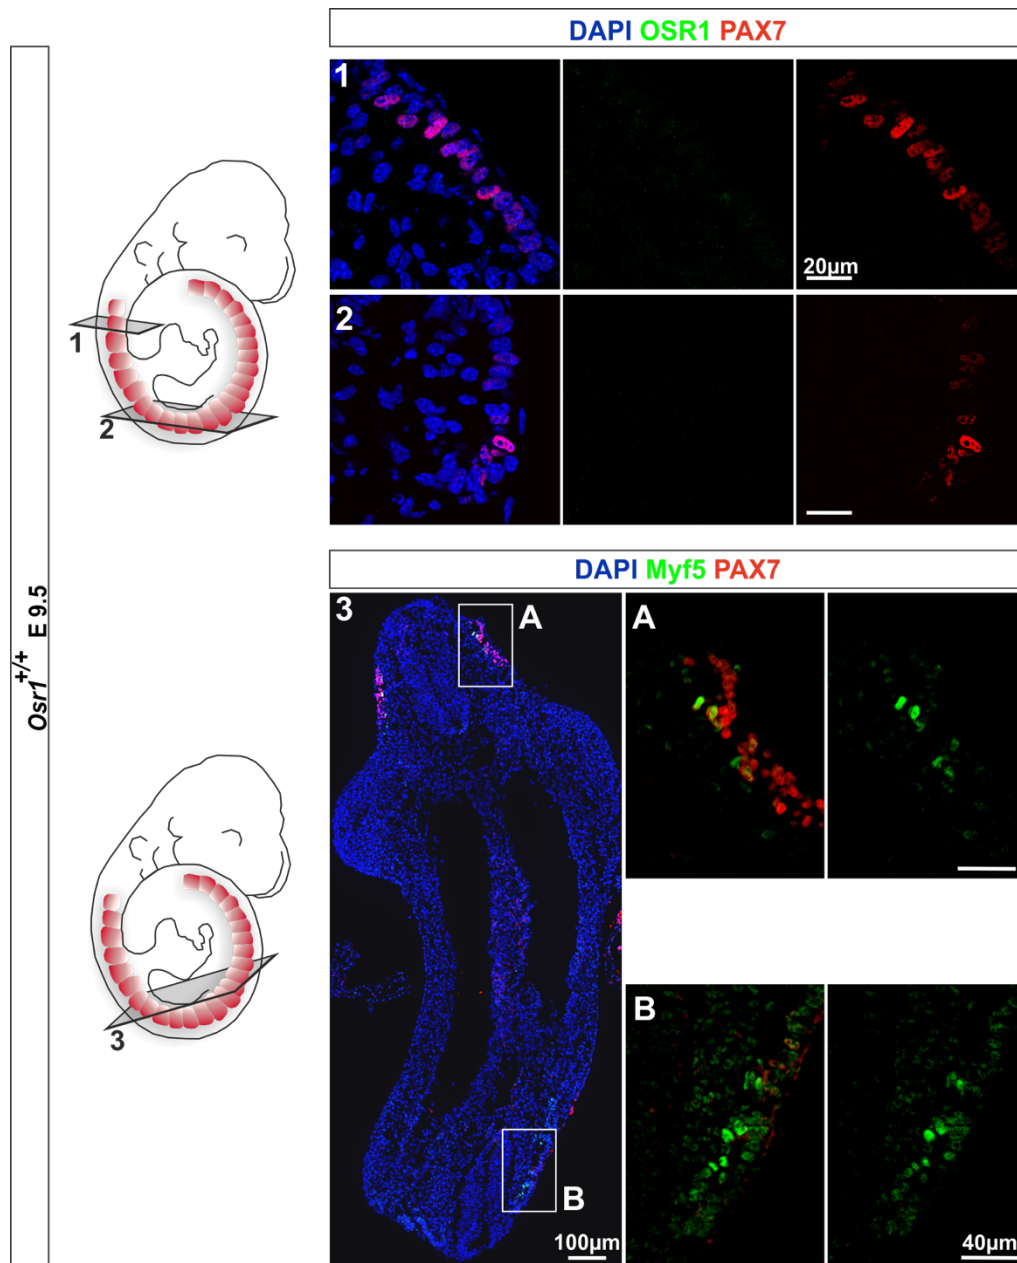 Osr1+/+ E 9.5
DAPI OSR1 PAX7
1
20µm
2
1
2
DAPI Myf5 PAX7
3
A
B
100µm
A
B
40µm
3